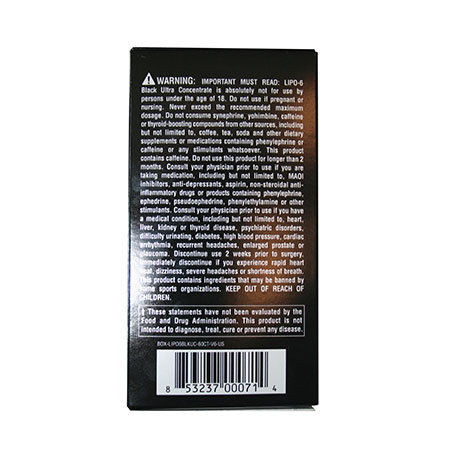 WARNING: IMPORTANT MUST READ: LIPO-6
Black Ultra Concentrate is absolutely not for use by
persons under the age of 18. Do not use if pregnant or
nursing. Never exceed the recommended maximum
dosage. Do not consume synephrine, yohimbine, caffeine
or thyroid-boosting compounds from other sources, including
but not limited to, coffee, tea, soda and other dietary
supplements or medications containing phenylephrine or
caffeine or any stimulants whatsoever. This product
contains caffeine. Do not use this product for longer than 2
months. Consult your physician prior to use if you are
taking medication, including but not limited to, MAOI
inhibitors, anti-depressants, aspirin, non-steroidal anti-
inflammatory drugs or products containing phenylephrine,
ephedrine, pseudoephedrine, phenylethylamine or other
stimulants. Consult your physician prior to use if you have
a medical condition, including but not limited to, heart,
liver, kidney or thyroid disease, psychiatric disorders,
difficulty urinating, diabetes, high blood pressure, cardiac
arrhythmia, recurrent headaches, enlarged prostate or
glaucoma. Discontinue use 2 weeks prior to surgery.
Immediately discontinue if you experience rapid heart
beat, dizziness, severe headaches or shortness of breath.
This product contains ingredients that may be banned by
some sports organizations. KEEP OUT OF REACH OF
CHILDREN.
‡ These statements have not been evaluated by the
Food and Drug Administration. This product is not
intended to diagnose, treat, cure or prevent any disease.
8 53237 00071 4